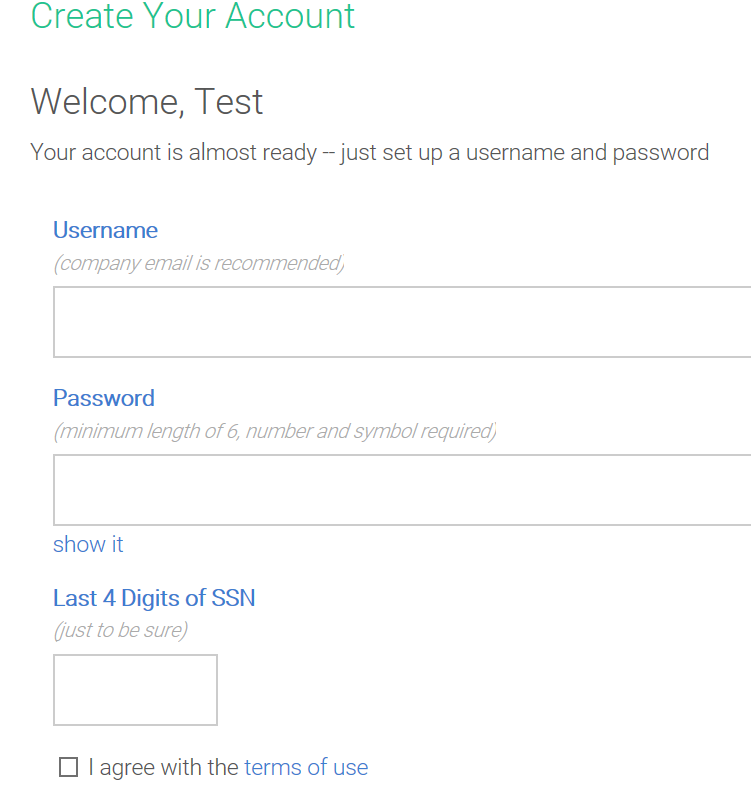 Create Your Account
Welcome, Test
Your account is almost ready -- just set up a username and password
Username
(company email is recommended)
Password
(minimum length of 6, number and symbol required)
show it
Last 4 Digits of SSN
(just to be sure)
I agree with the terms of use